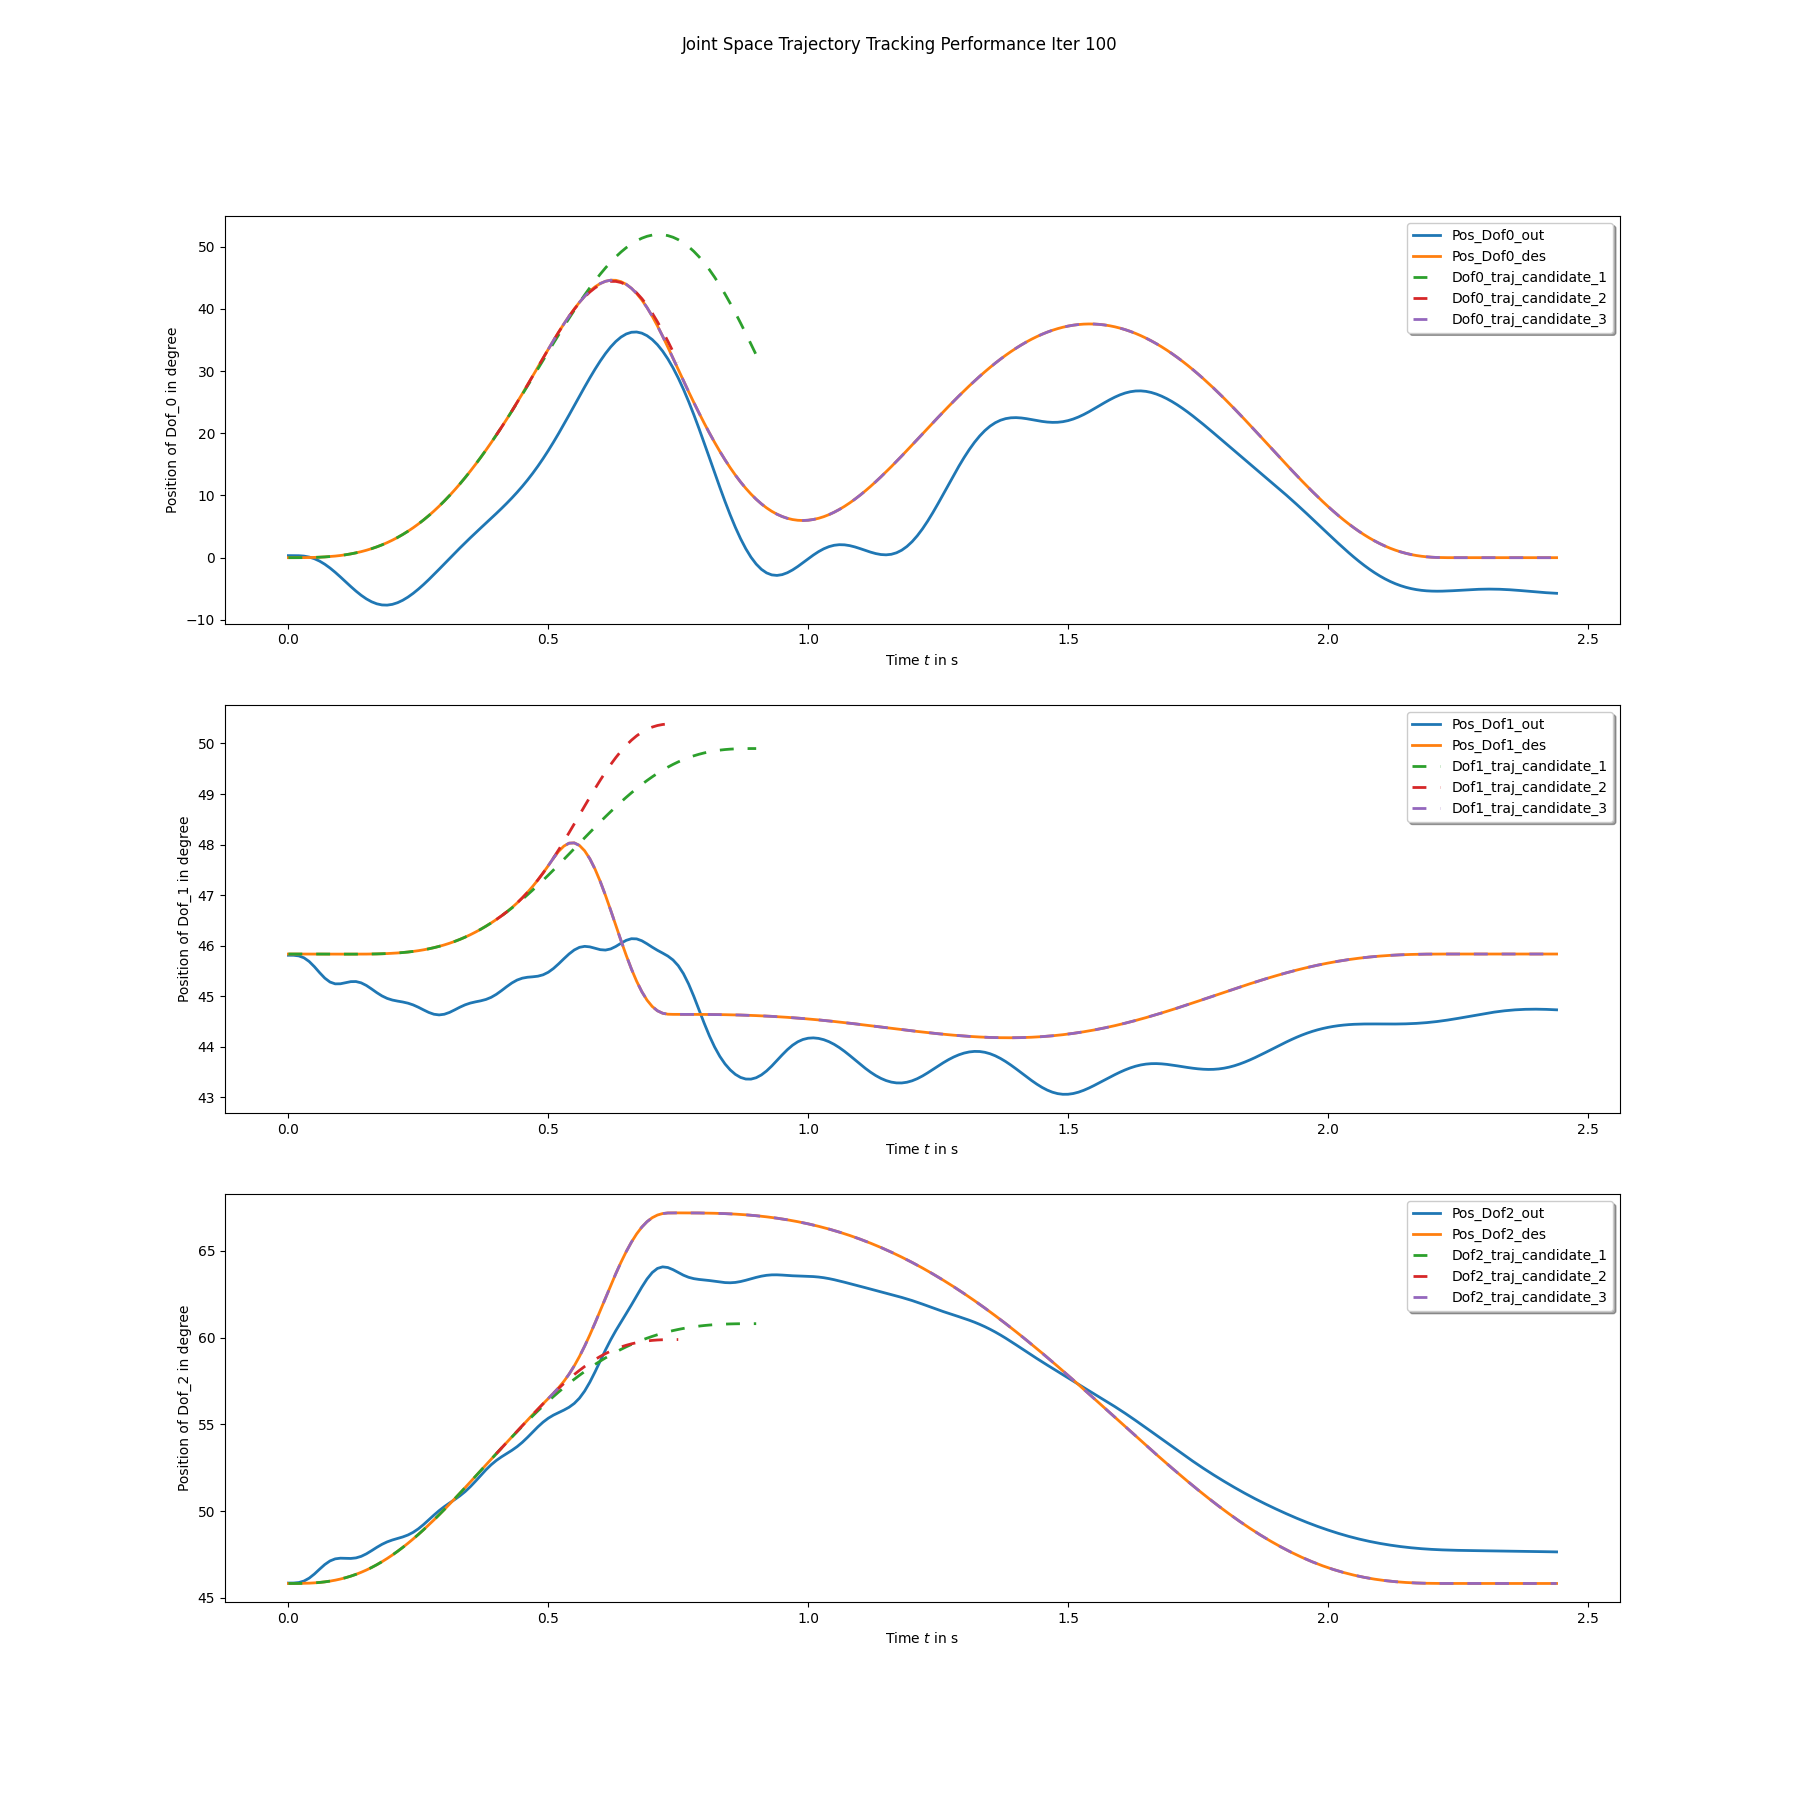 Joint Space Trajectory Tracking Performance Iter 100
Position of Dof_0 in degree
50
40
30
20
10
0
−10
Pos_Dof0_out
Pos_Dof0_des
Dof0_traj_candidate_1
Dof0_traj_candidate_2
Dof0_traj_candidate_3
0.0 0.5 1.0 1.5 2.0 2.5
Time t in s
Position of Dof_1 in degree
50
49
48
47
46
45
44
43
Pos_Dof1_out
Pos_Dof1_des
Dof1_traj_candidate_1
Dof1_traj_candidate_2
Dof1_traj_candidate_3
0.0 0.5 1.0 1.5 2.0 2.5
Time t in s
Position of Dof_2 in degree
65
60
55
50
45
Pos_Dof2_out
Pos_Dof2_des
Dof2_traj_candidate_1
Dof2_traj_candidate_2
Dof2_traj_candidate_3
0.0 0.5 1.0 1.5 2.0 2.5
Time t in s